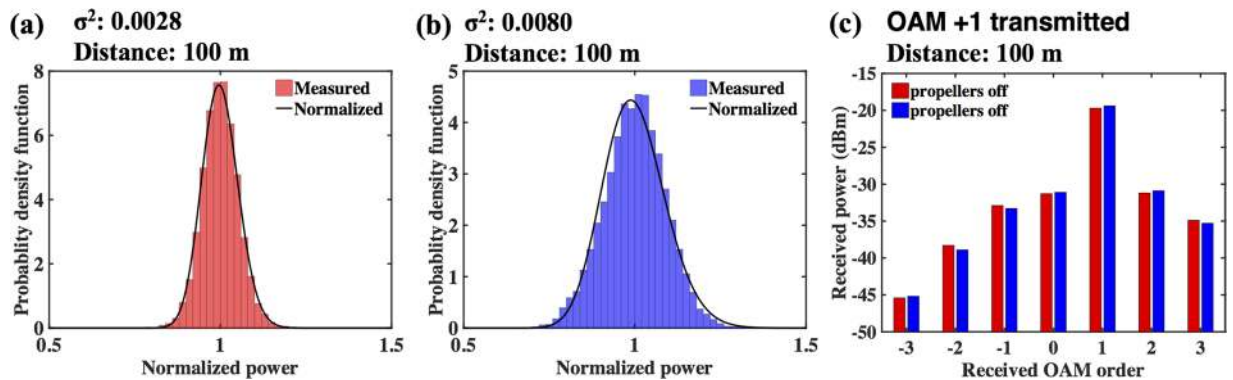 (a) σ²: 0.0028
Distance: 100 m
8
6
4
2
0
0.5
1
1.5
Probablity density function
Normalized power
Measured
Normalized
(b) σ²: 0.0080
Distance: 100 m
5
4
3
2
1
0
0.5
1
1.5
Probablity density function
Normalized power
Measured
Normalized
(c) OAM +1 transmitted
Distance: 100 m
-15
-20
-25
-30
-35
-40
-45
-50
-3
-2
-1
0
1
2
3
Received power (dBm)
Received OAM order
propellers off
propellers off